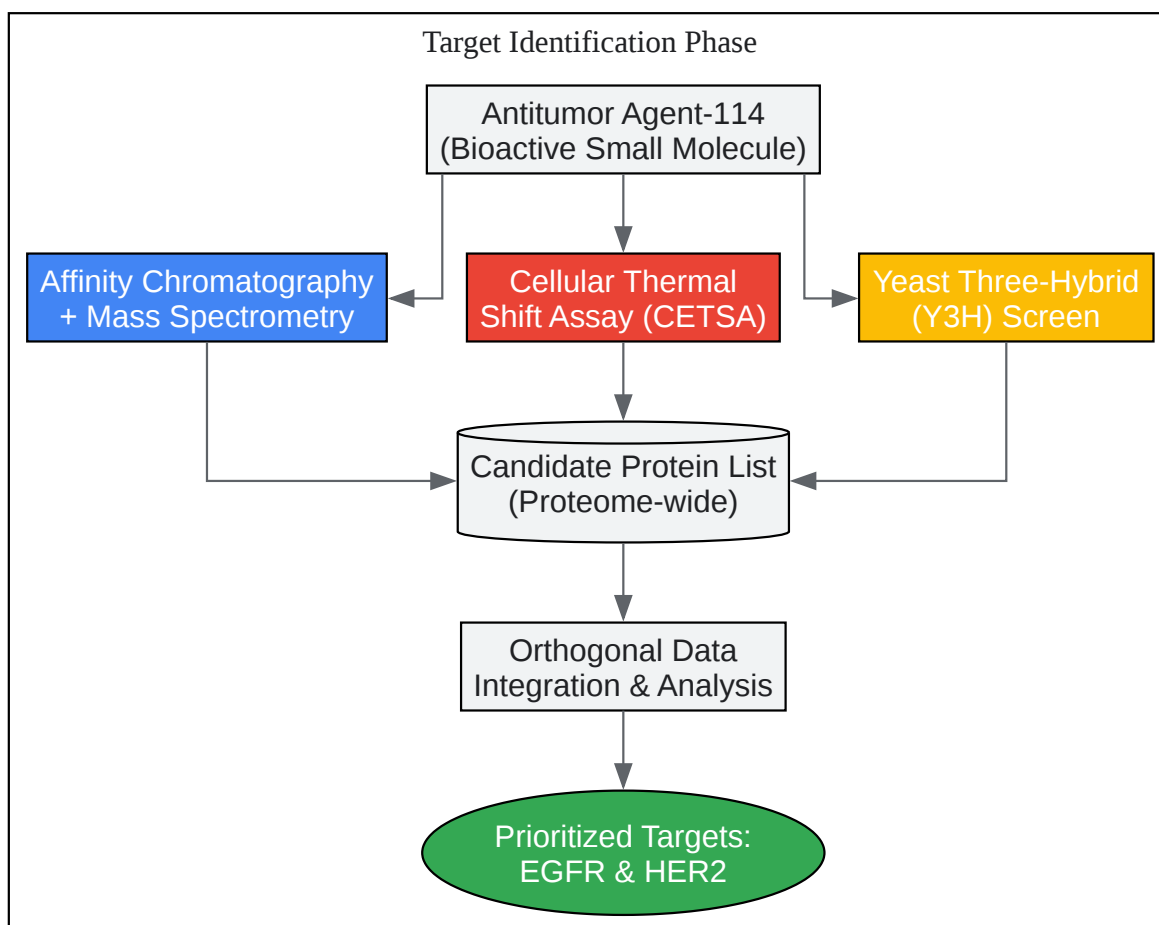 Target Identification Phase
Antitumor Agent-114
(Bioactive Small Molecule)
Affinity Chromatography
+ Mass Spectrometry
Cellular Thermal
Shift Assay (CETSA)
Yeast Three-Hybrid
(Y3H) Screen
Candidate Protein List
(Proteome-wide)
Orthogonal Data
Integration & Analysis
Prioritized Targets:
EGFR & HER2